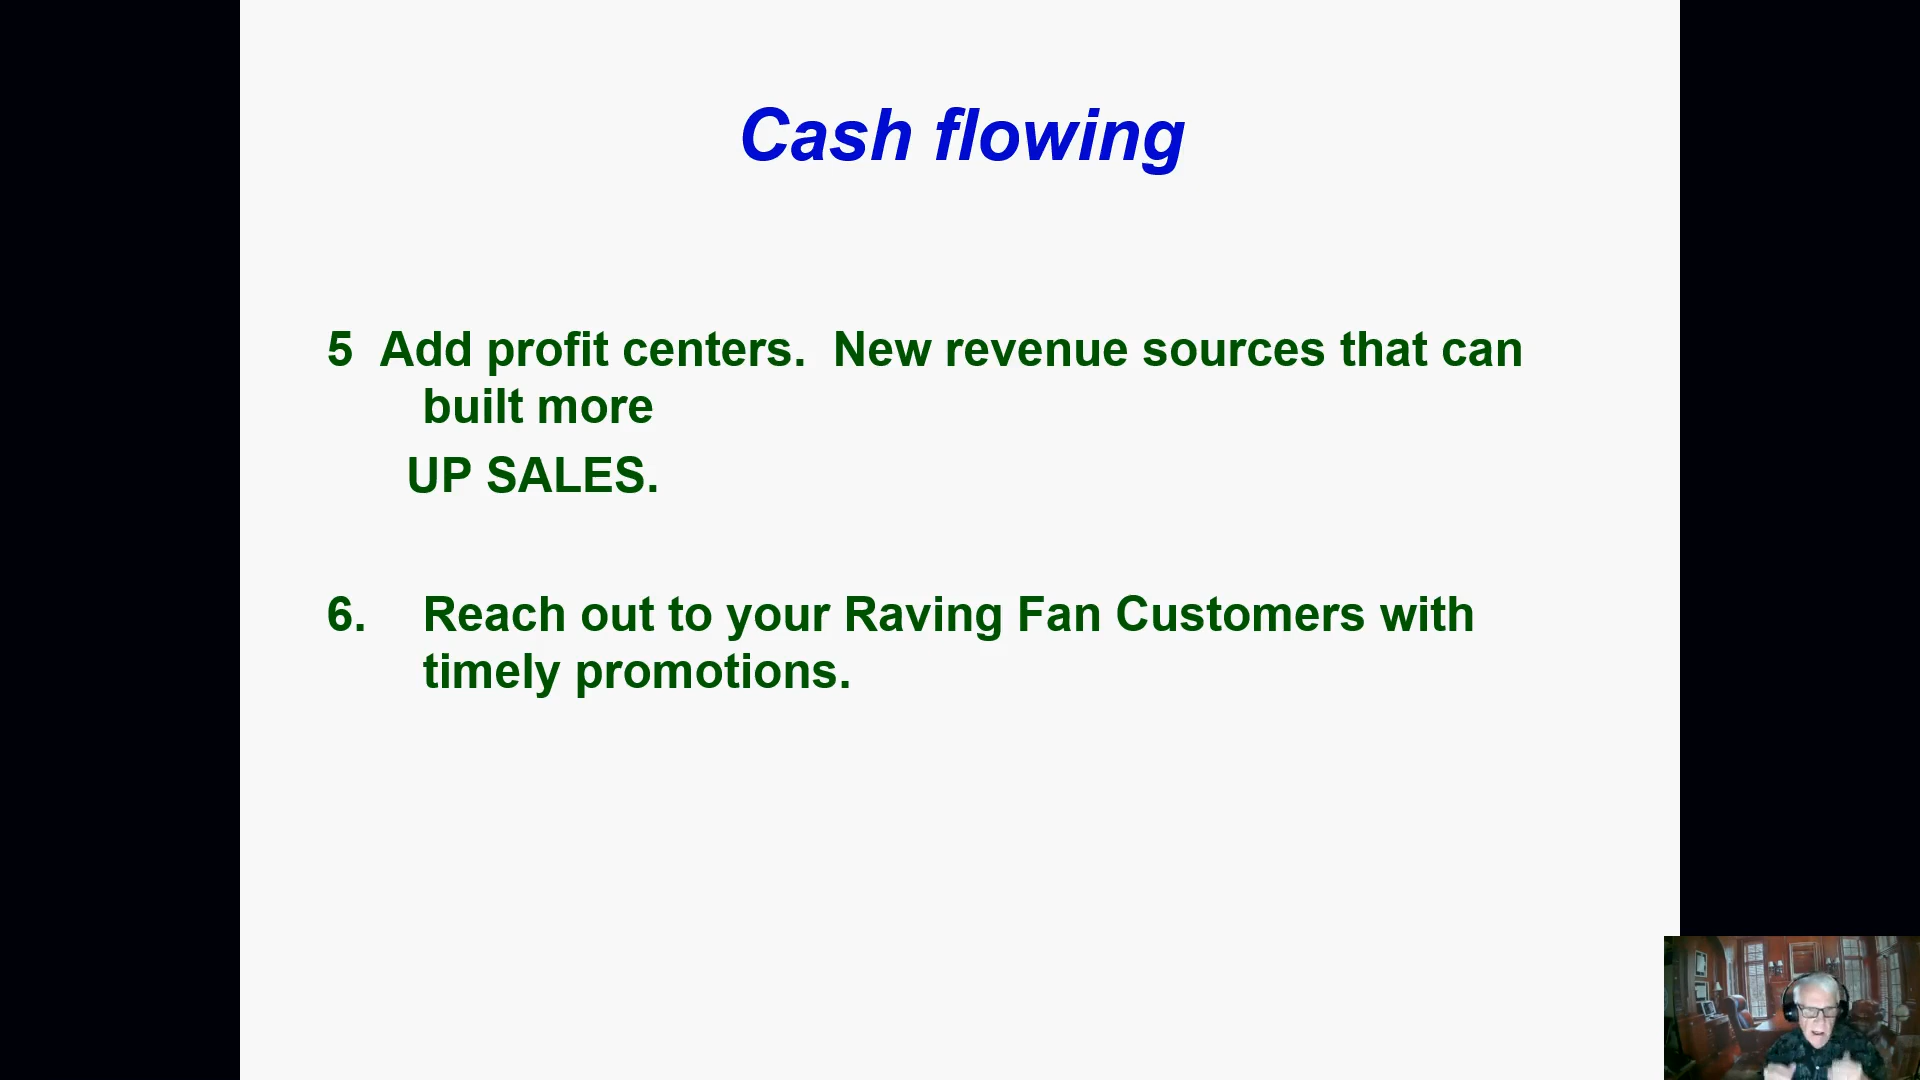 Cash flowing
5  Add profit centers.  New revenue sources that can
built more
UP SALES.
6.    Reach out to your Raving Fan Customers with
timely promotions.